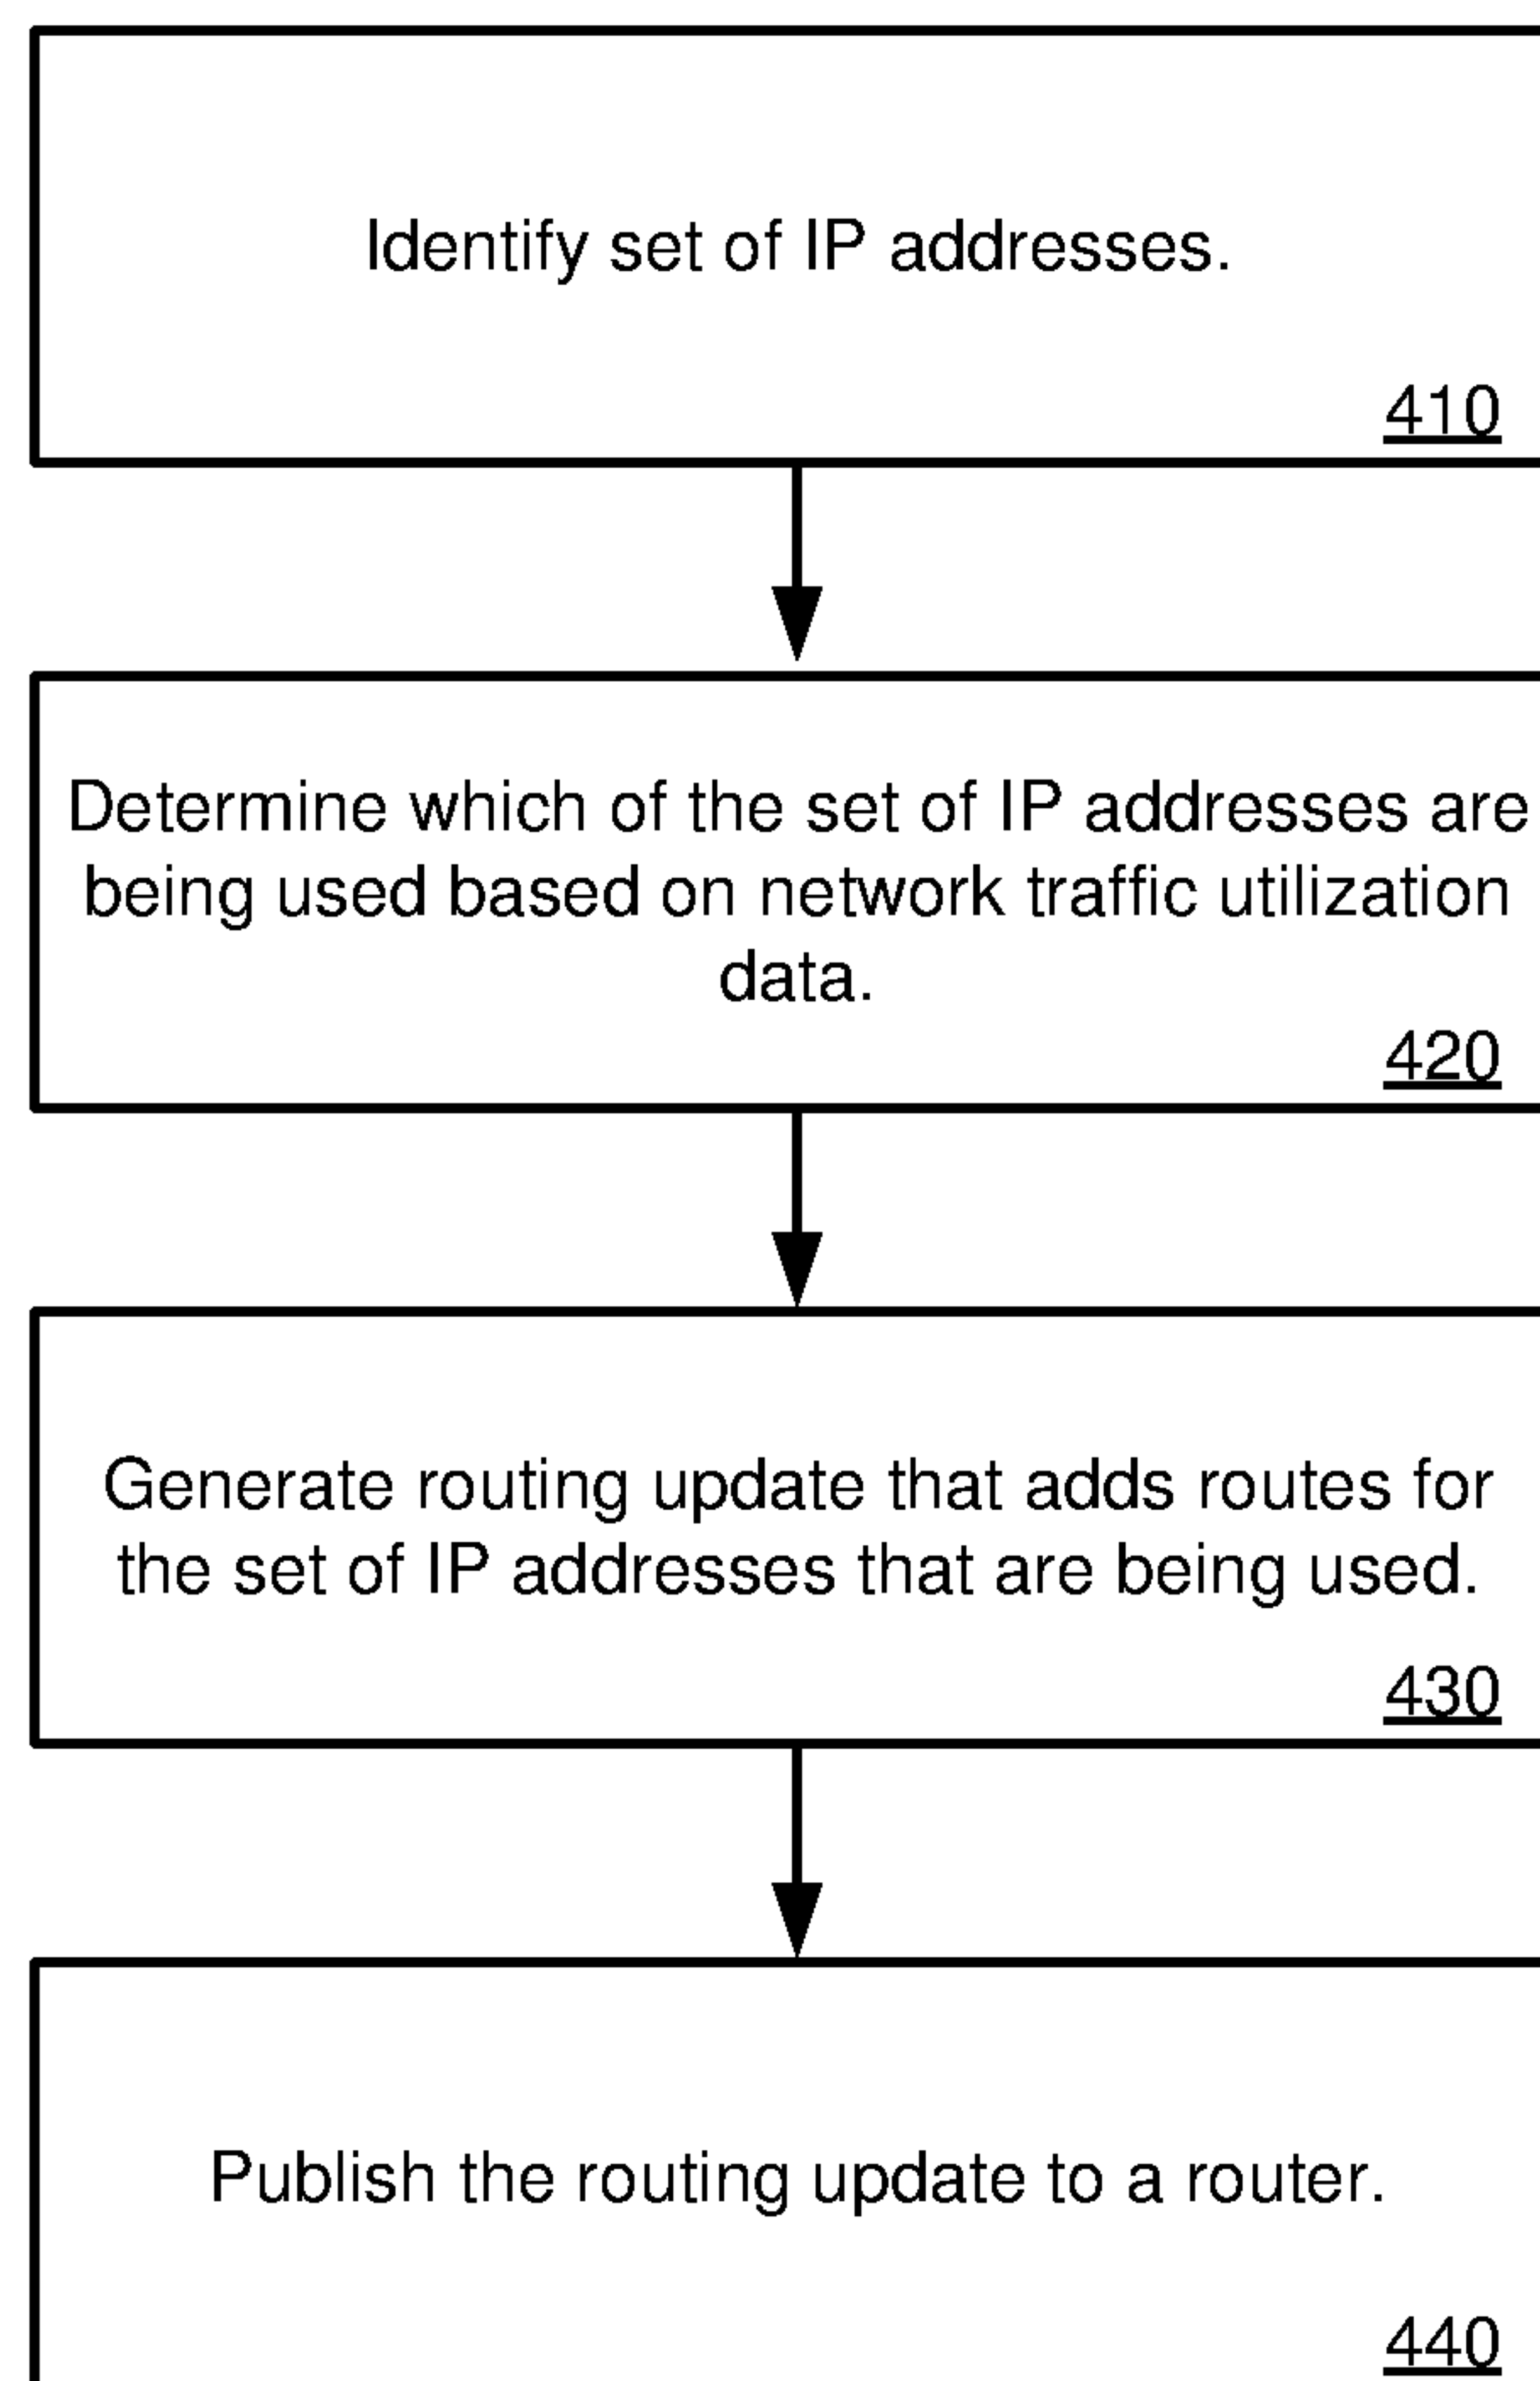 Identify set of IP addresses.
410
Determine which of the set of IP addresses are
being used based on network traffic utilization
data.
420
Generate routing update that adds routes for
the set of IP addresses that are being used.
430
Publish the routing update to a router.
440